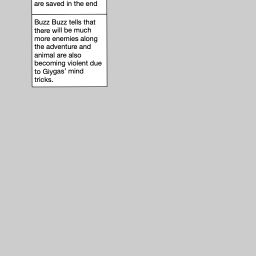 are saved in the end
Buzz Buzz tells that
there will be much
more enemies along
the adventure and
animal are also
becoming violent due
to Giygas' mind
tricks.